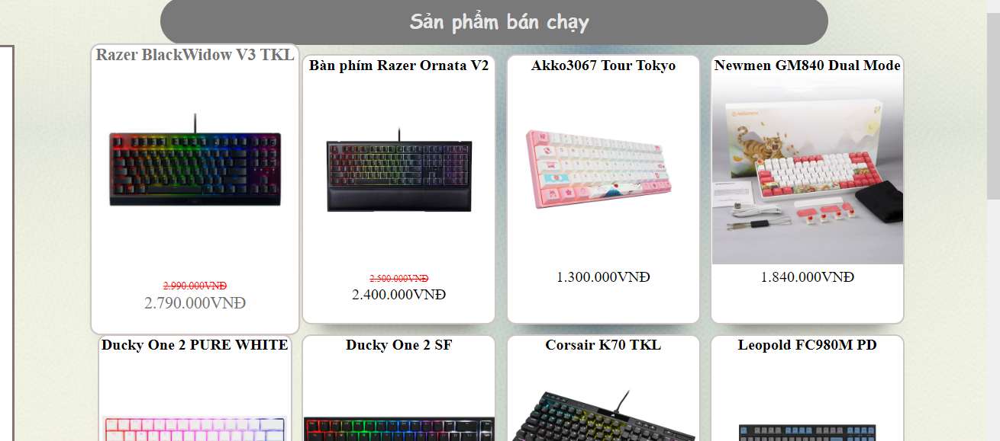 Sản phẩm bán chạy
Razer BlackWidow V3 TKL
Bàn phím Razer Ornata V2
Akko3067 Tour Tokyo
Newmen GM840 Dual Mode
2.990.000VNĐ
2.790.000VNĐ
2.500.000VNĐ
2.400.000VNĐ
1.300.000VNĐ
1.840.000VNĐ
Ducky One 2 PURE WHITE
Ducky One 2 SF
Corsair K70 TKL
Leopold FC980M PD